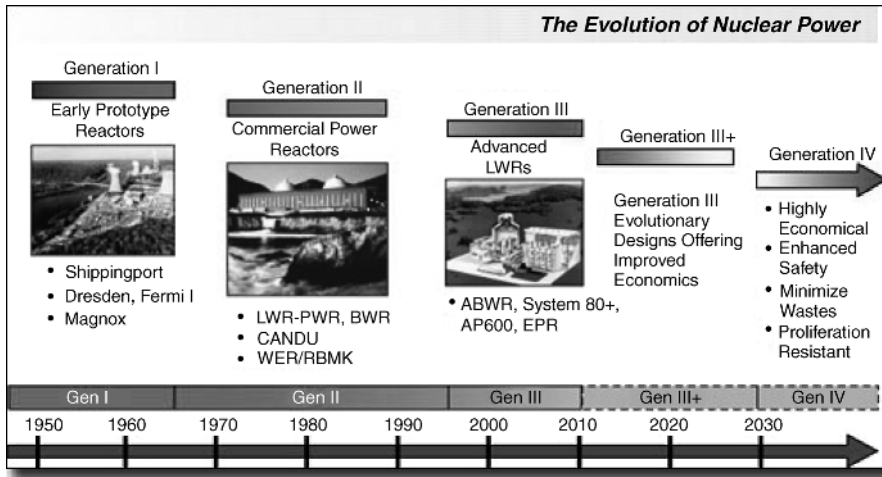 The Evolution of Nuclear Power
Generation I
Early Prototype
Reactors
• Shippingport
• Dresden, Fermi I
• Magnox
Generation II
Commercial Power
Reactors
• LWR-PWR, BWR
• CANDU
• WER/RBMK
Generation III
Advanced
LWRs
• ABWR, System 80+,
AP600, EPR
Generation III+
Generation III
Evolutionary
Designs Offering
Improved
Economics
Generation IV
• Highly
Economical
• Enhanced
Safety
• Minimize
Wastes
• Proliferation
Resistant
Gen I Gen II Gen III Gen III+ Gen IV
1950 1960 1970 1980 1990 2000 2010 2020 2030